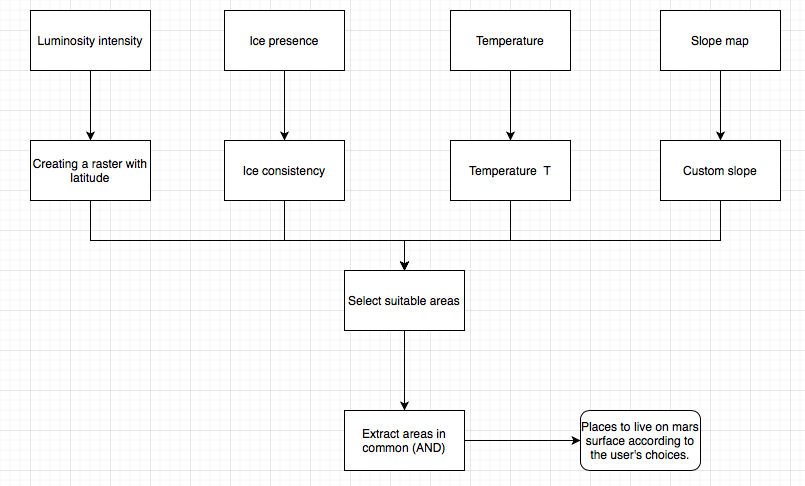 Luminosity intensity
Ice presence
Temperature
Slope map
Creating a raster with
latitude
Ice consistency
Temperature  T
Custom slope
Select suitable areas
Extract areas in
common (AND)
Places to live on mars
surface according to
the user's choices.